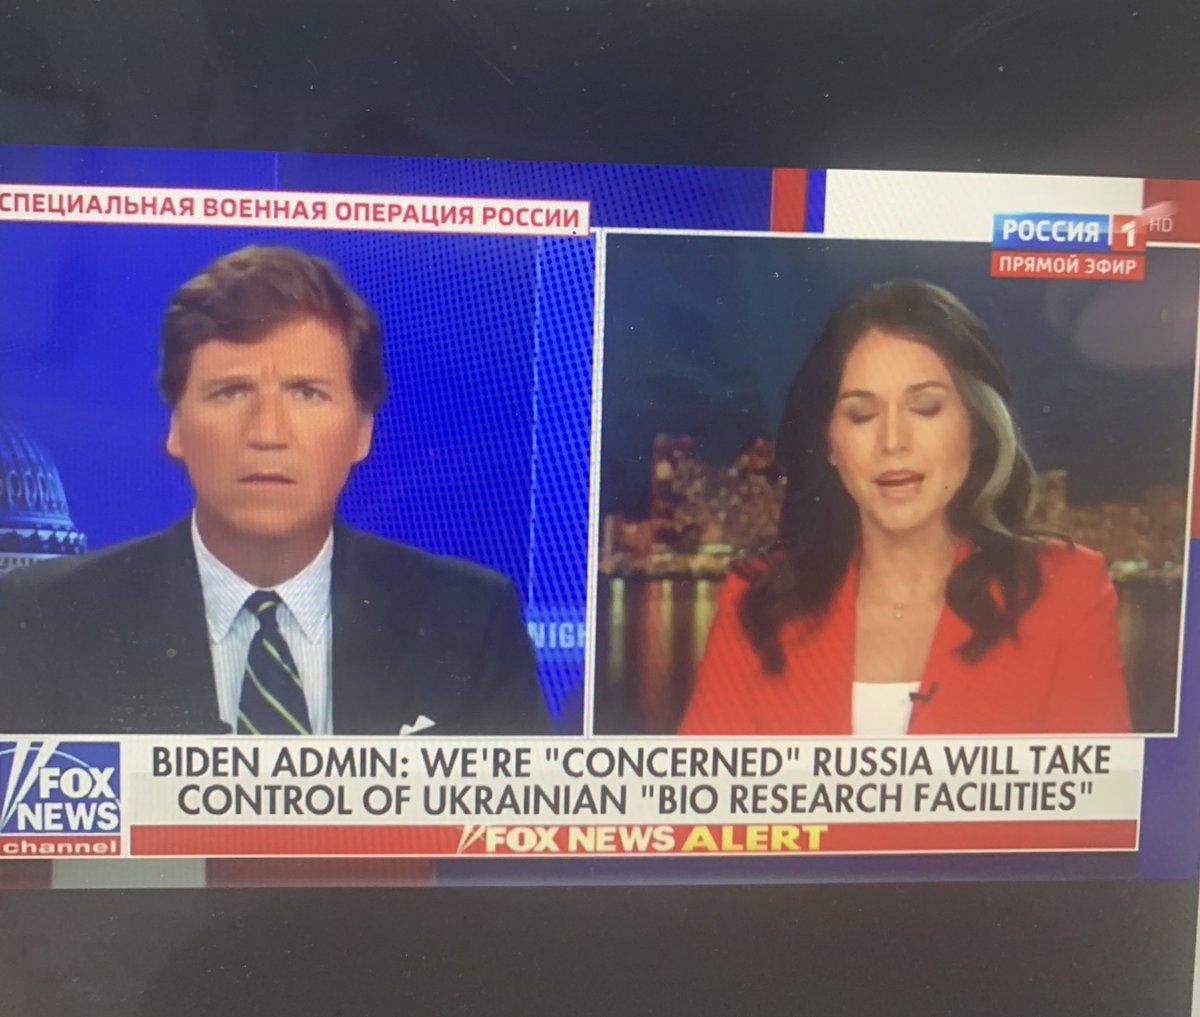 СПЕЦИАЛЬНАЯ ВОЕННАЯ ОПЕРАЦИЯ РОССИИ
РОССИЯ 1 HD
ПРЯМОЙ ЭФИР
NIGH
BIDEN ADMIN: WE'RE "CONCERNED" RUSSIA WILL TAKE
CONTROL OF UKRAINIAN "BIO RESEARCH FACILITIES"
FOX
NEWS
channel
FOX NEWS ALERT